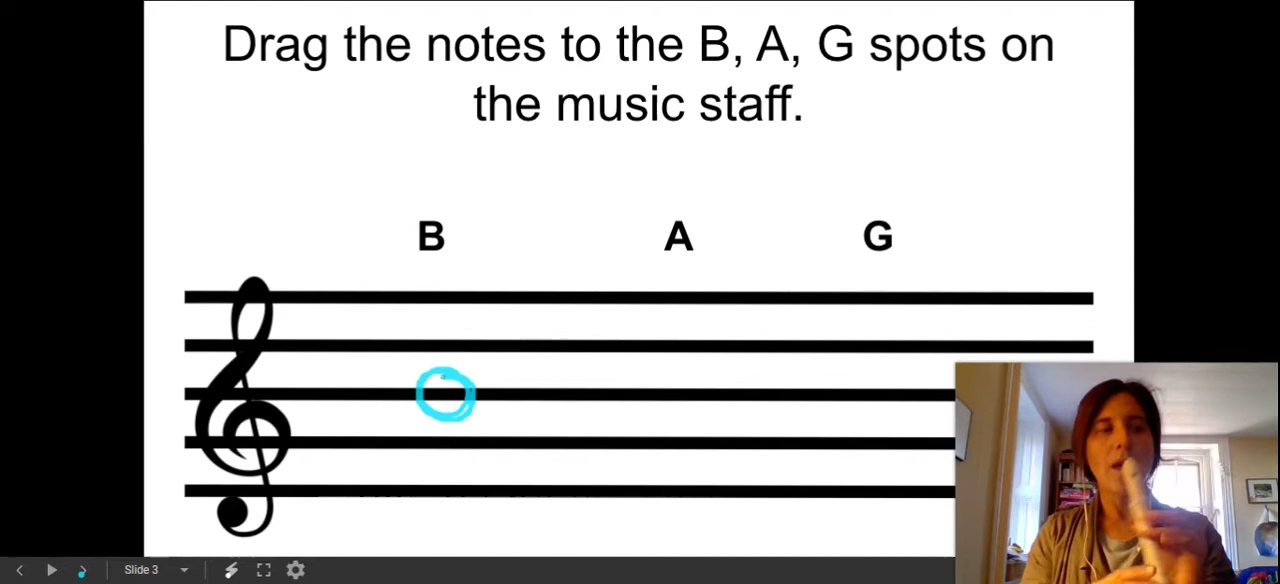 Drag the notes to the B, A, G spots on
the music staff.
B A G
Slide 3